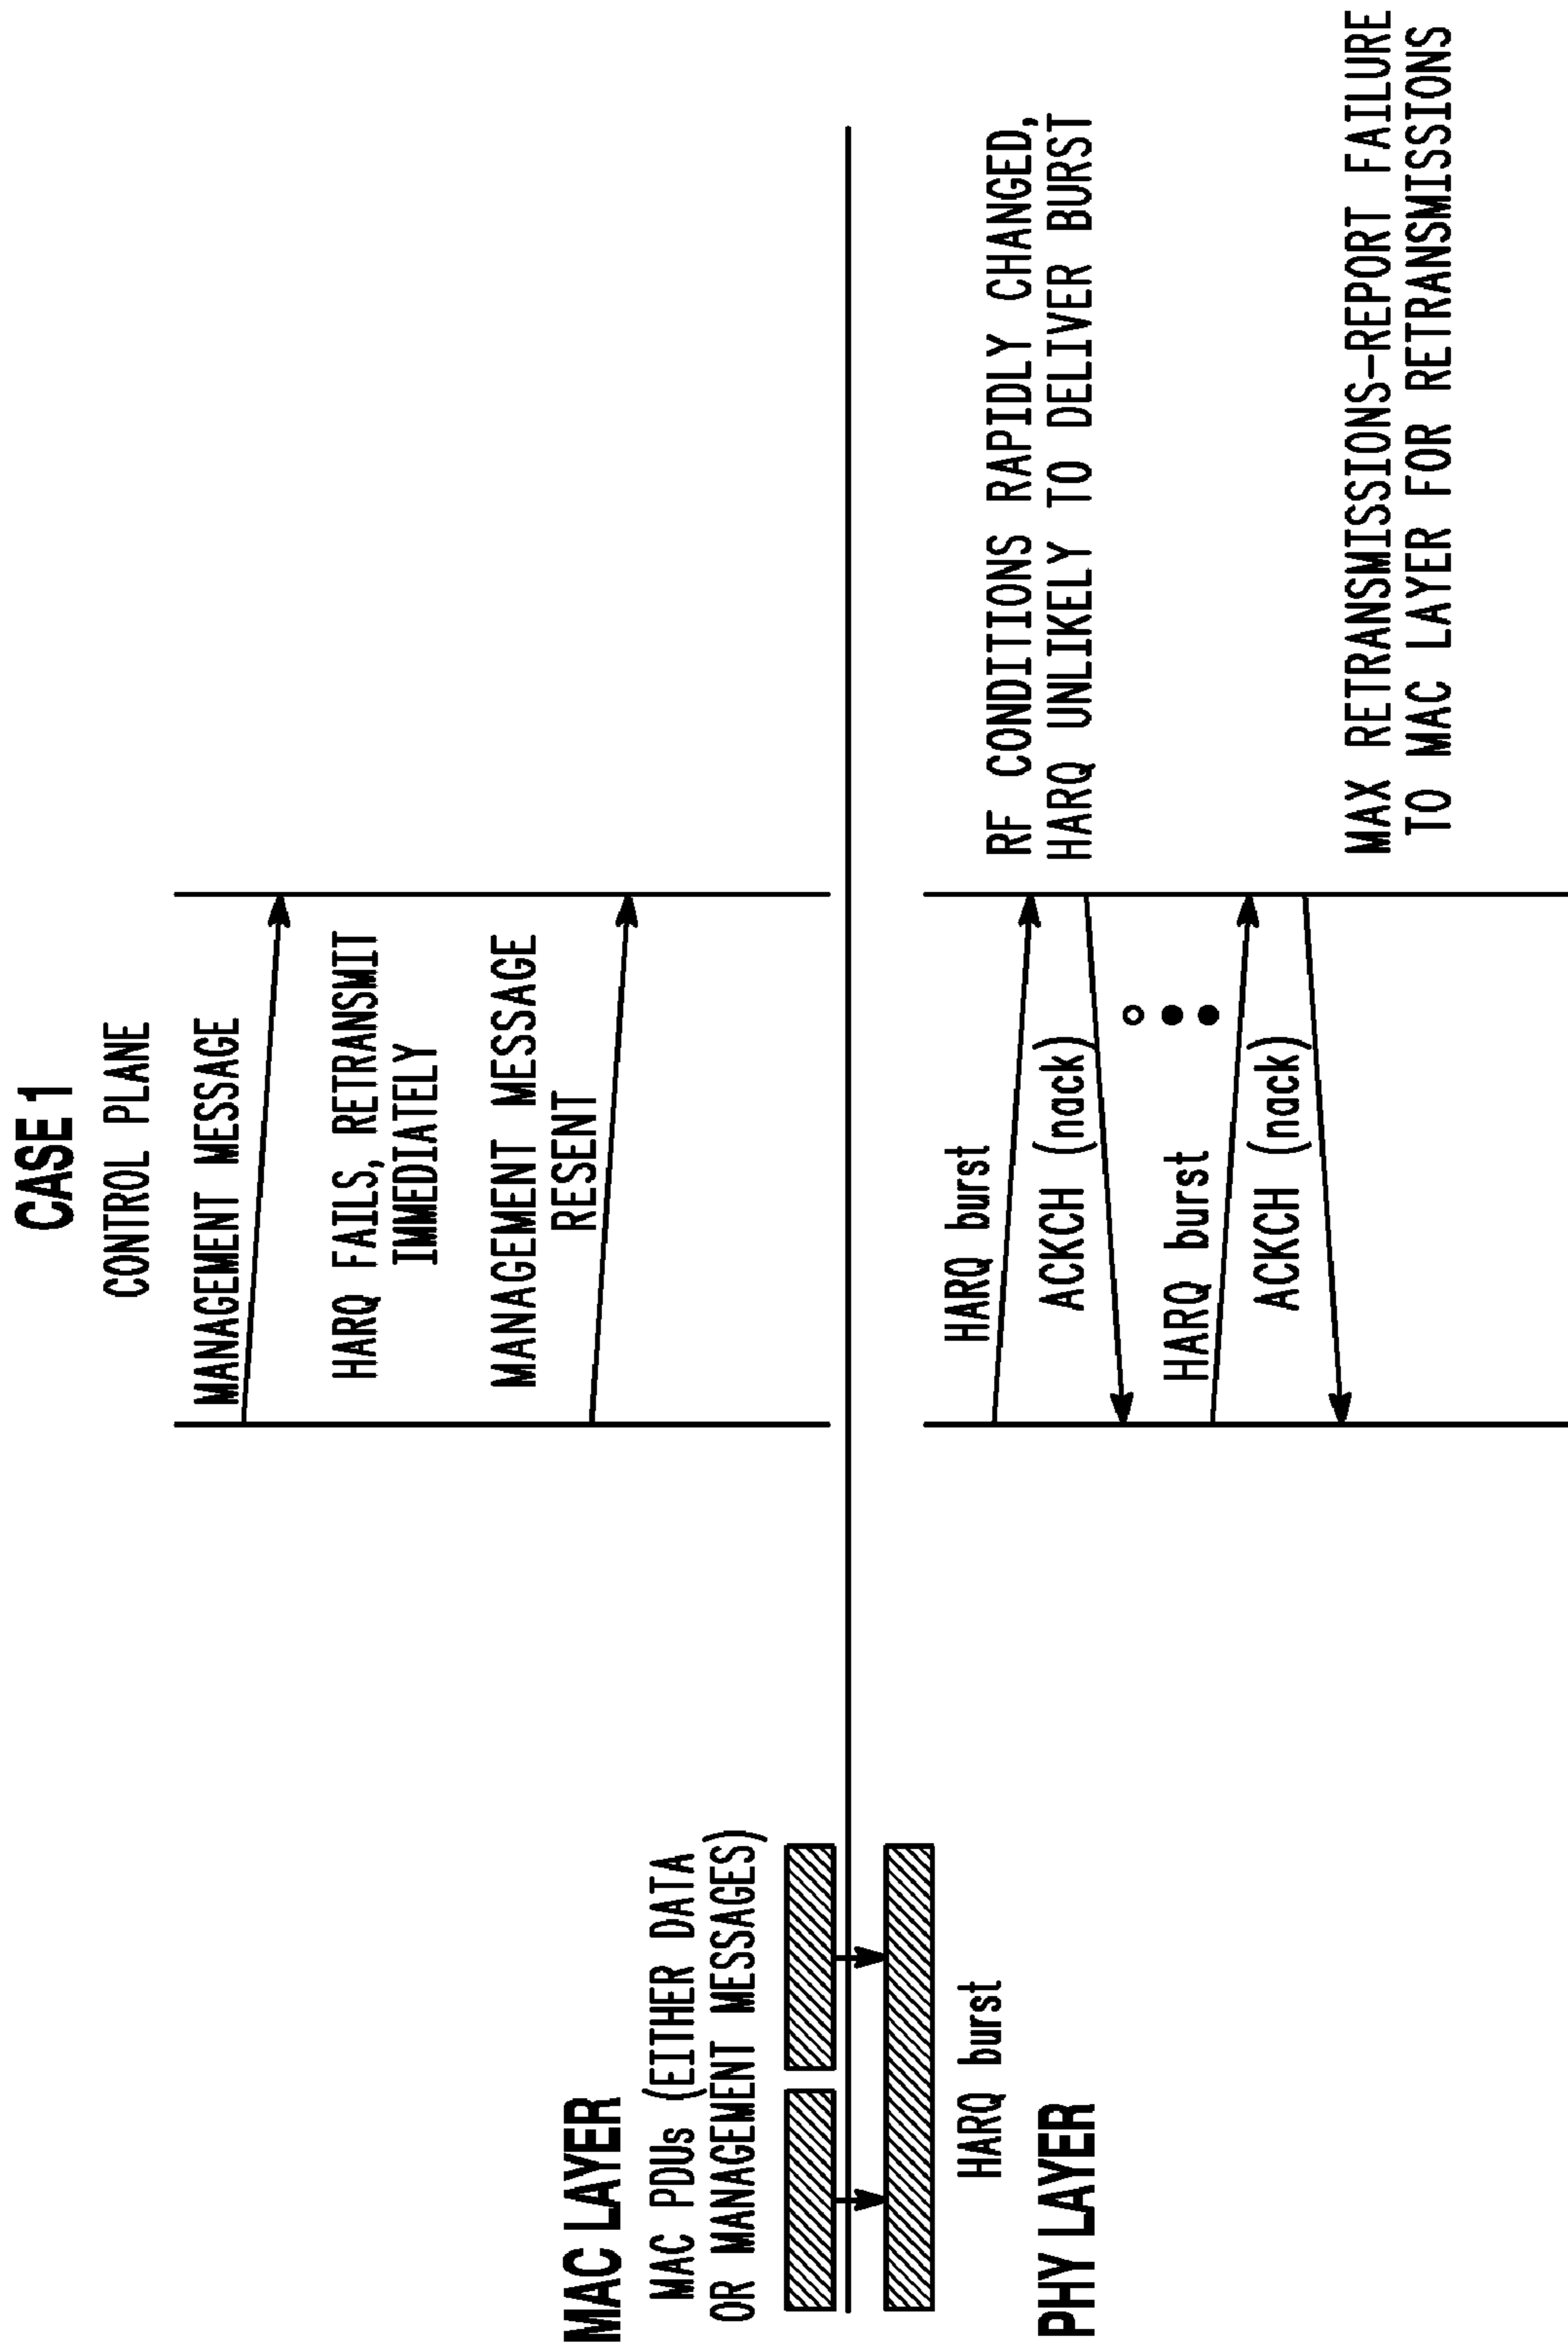 CASE 1
CONTROL PLANE
MANAGEMENT MESSAGE
HARQ FAILS, RETRANSMIT
IMMEDIATELY
MANAGEMENT MESSAGE
RESENT
MAC LAYER
MAC PDUs (EITHER DATA
OR MANAGEMENT MESSAGES)
HARQ burst
PHY LAYER
HARQ burst
ACKCH (nack)
HARQ burst
ACKCH (nack)
RF CONDITIONS RAPIDLY CHANGED,
HARQ UNLIKELY TO DELIVER BURST
MAX RETRANSMISSIONS-REPORT FAILURE
TO MAC LAYER FOR RETRANSMISSIONS